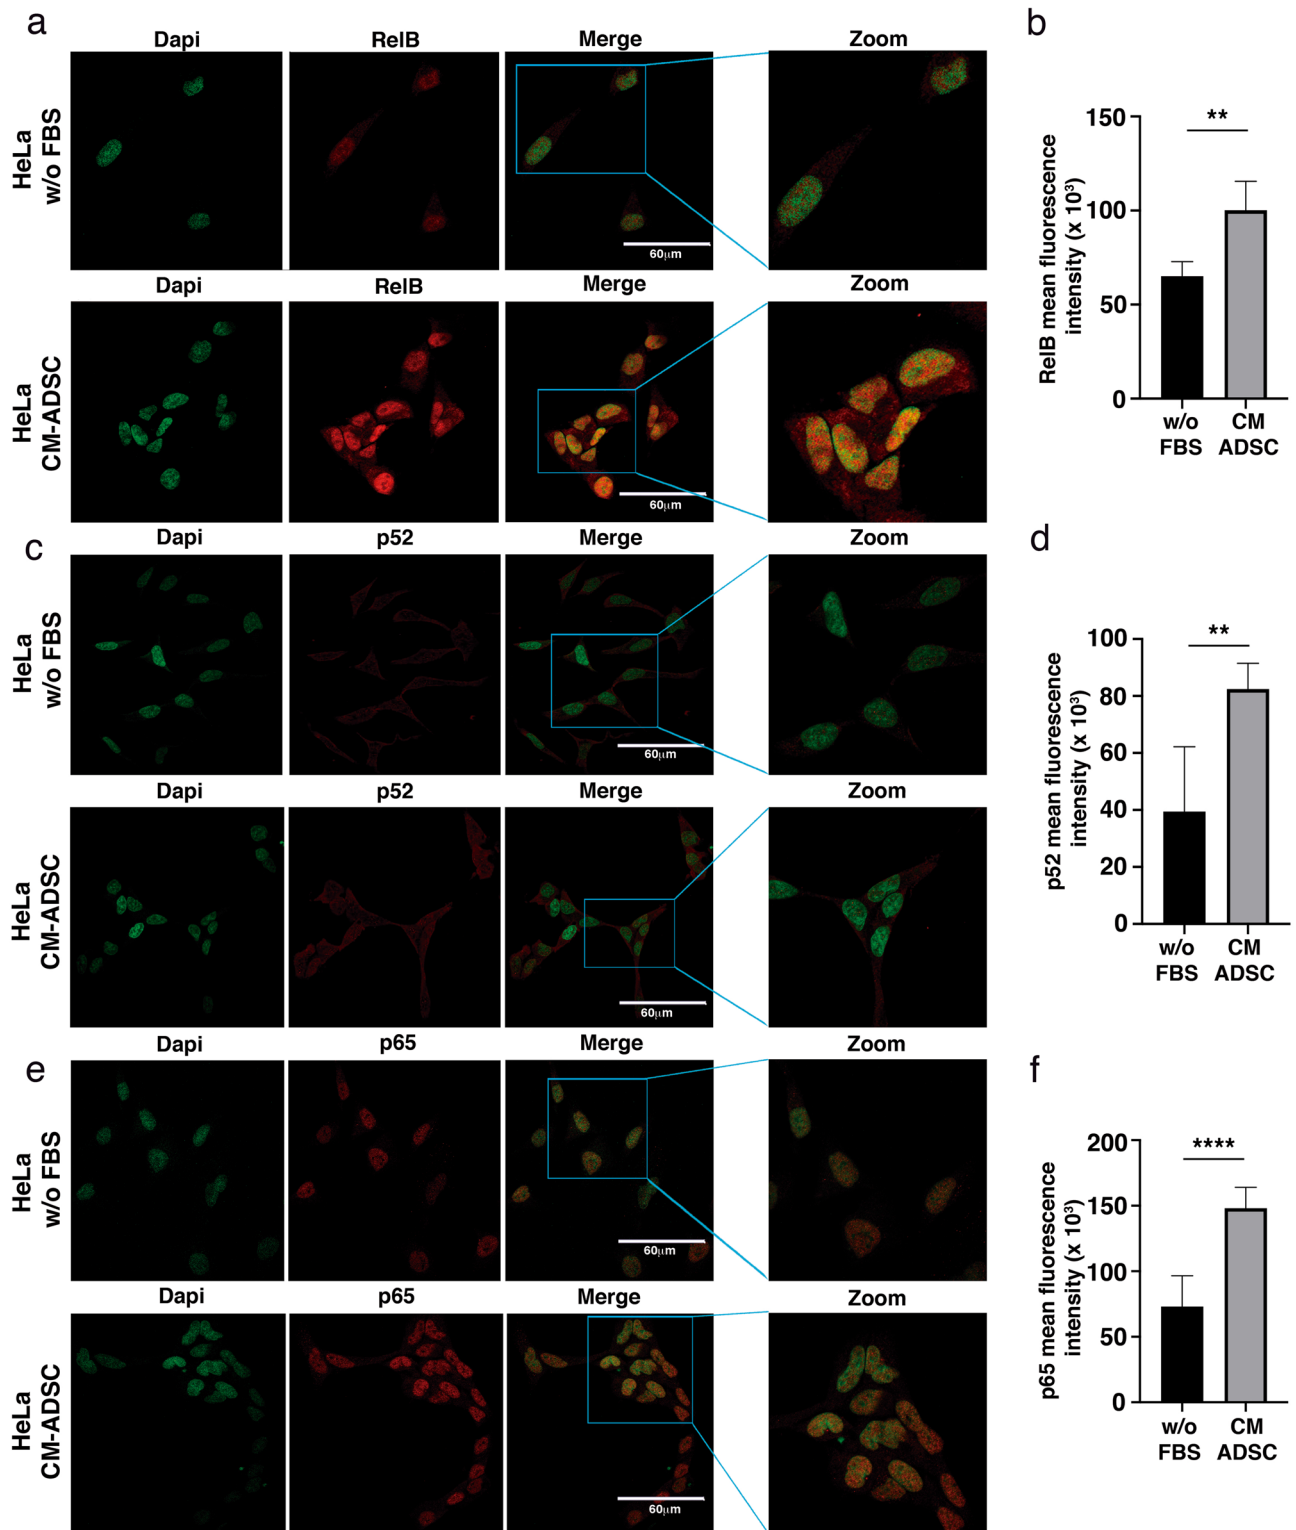 a
Dapi RelB Merge Zoom
HeLa
w/o FBS
60μm
Dapi RelB Merge Zoom
HeLa
CM-ADSC
60μm
b
RelB mean fluorescence
intensity (x 10³)
150
100
50
0
**
w/o
FBS
CM
ADSC
c
Dapi p52 Merge Zoom
HeLa
w/o FBS
60μm
Dapi p52 Merge Zoom
HeLa
CM-ADSC
60μm
d
p52 mean fluorescence
intensity (x 10³)
100
80
60
40
20
0
**
w/o
FBS
CM
ADSC
e
Dapi p65 Merge Zoom
HeLa
w/o FBS
60μm
Dapi p65 Merge Zoom
HeLa
CM-ADSC
60μm
f
p65 mean fluorescence
intensity (x 10³)
200
150
100
50
0
****
w/o
FBS
CM
ADSC